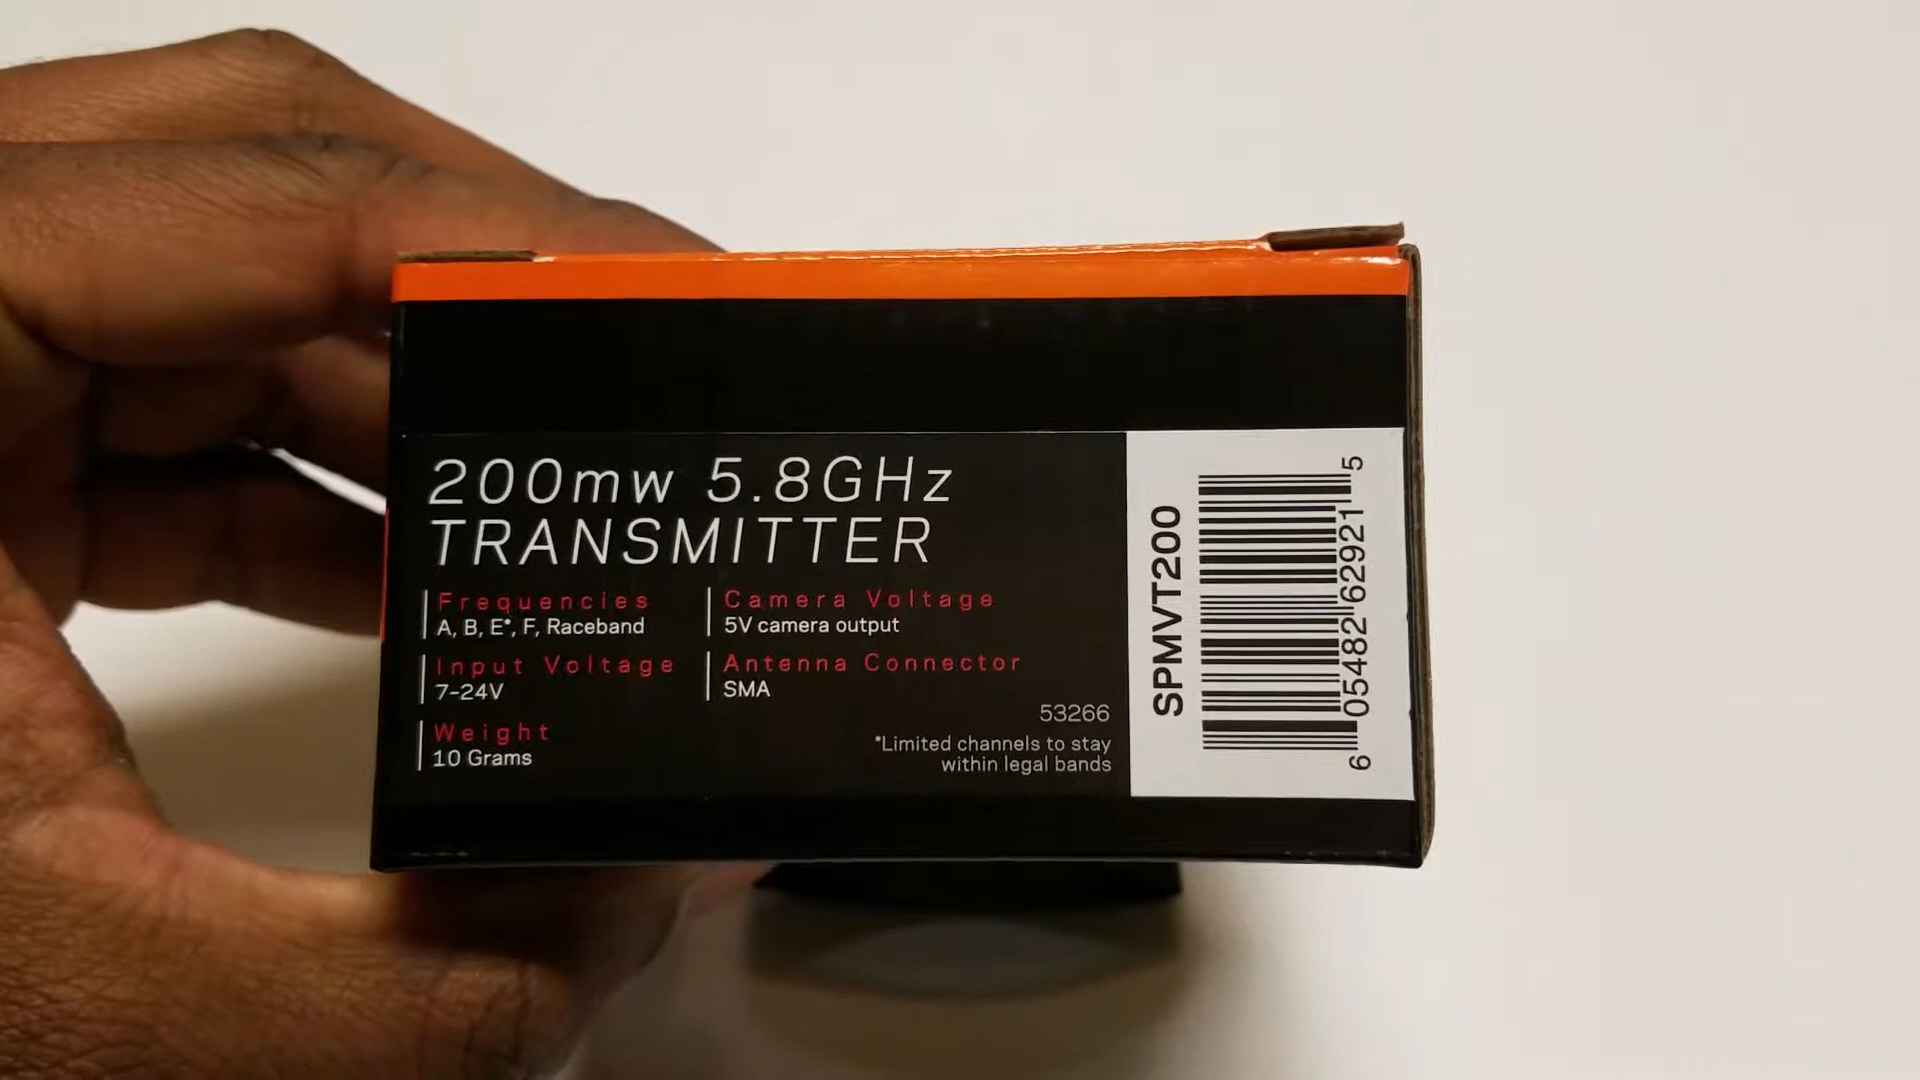 200mw 5.8GHz
TRANSMITTER
Frequencies
A, B, E*, F, Raceband
Input Voltage
7-24V
Weight
10 Grams
Camera Voltage
5V camera output
Antenna Connector
SMA
53266
*Limited channels to stay
within legal bands
SPMVT200
6 05482 62921 5